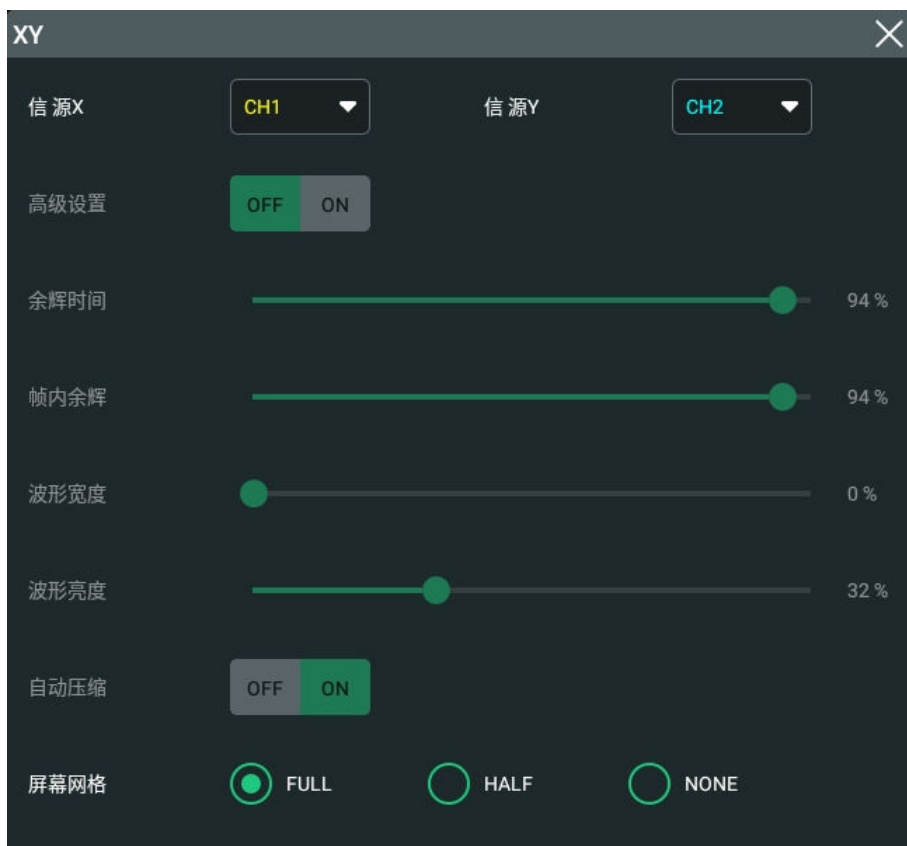 XY
信源X CH1 信源Y CH2
高级设置 OFF ON
余辉时间 94 %
帧内余辉 94 %
波形宽度 0 %
波形亮度 32 %
自动压缩 OFF ON
屏幕网格 FULL HALF NONE